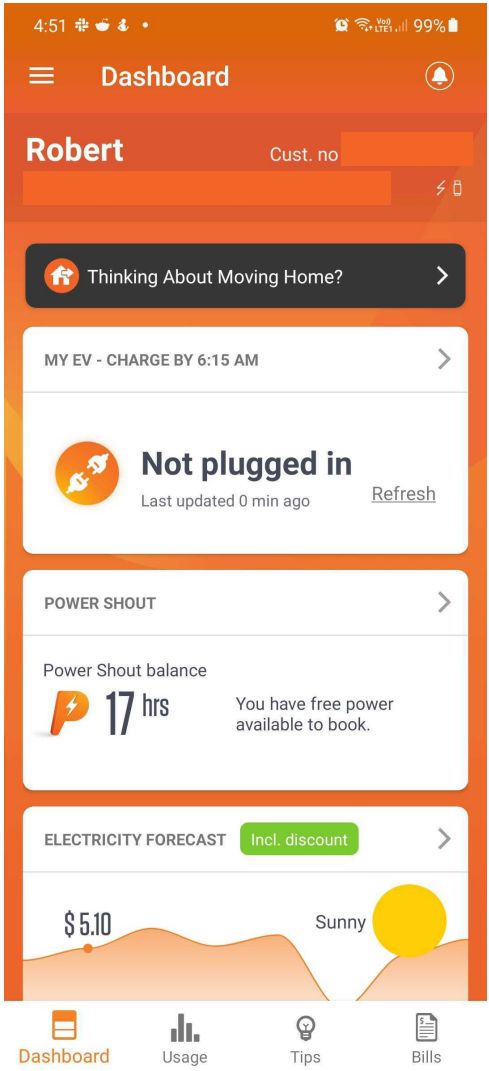 4:51
Vo)) LTE1 99%
Dashboard
Robert
Cust. no
Thinking About Moving Home?
MY EV - CHARGE BY 6:15 AM
Not plugged in
Last updated 0 min ago
Refresh
POWER SHOUT
Power Shout balance
17 hrs
You have free power
available to book.
ELECTRICITY FORECAST
Incl. discount
$ 5.10
Sunny
Dashboard
Usage
Tips
Bills